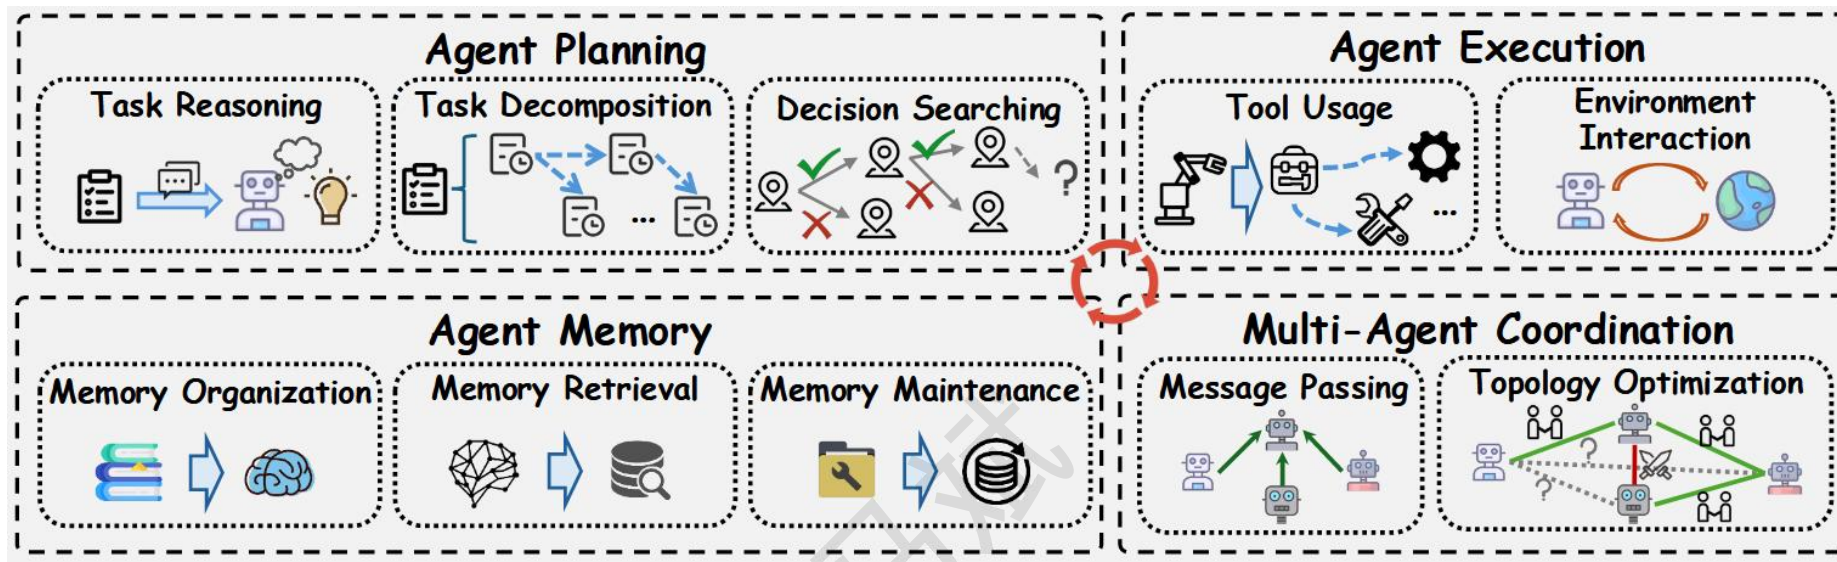 Agent Planning
Task Reasoning
Task Decomposition
...
Decision Searching
?
Agent Execution
Tool Usage
...
Environment
Interaction
Agent Memory
Memory Organization
Memory Retrieval
Memory Maintenance
Multi-Agent Coordination
Message Passing
Topology Optimization
?
?